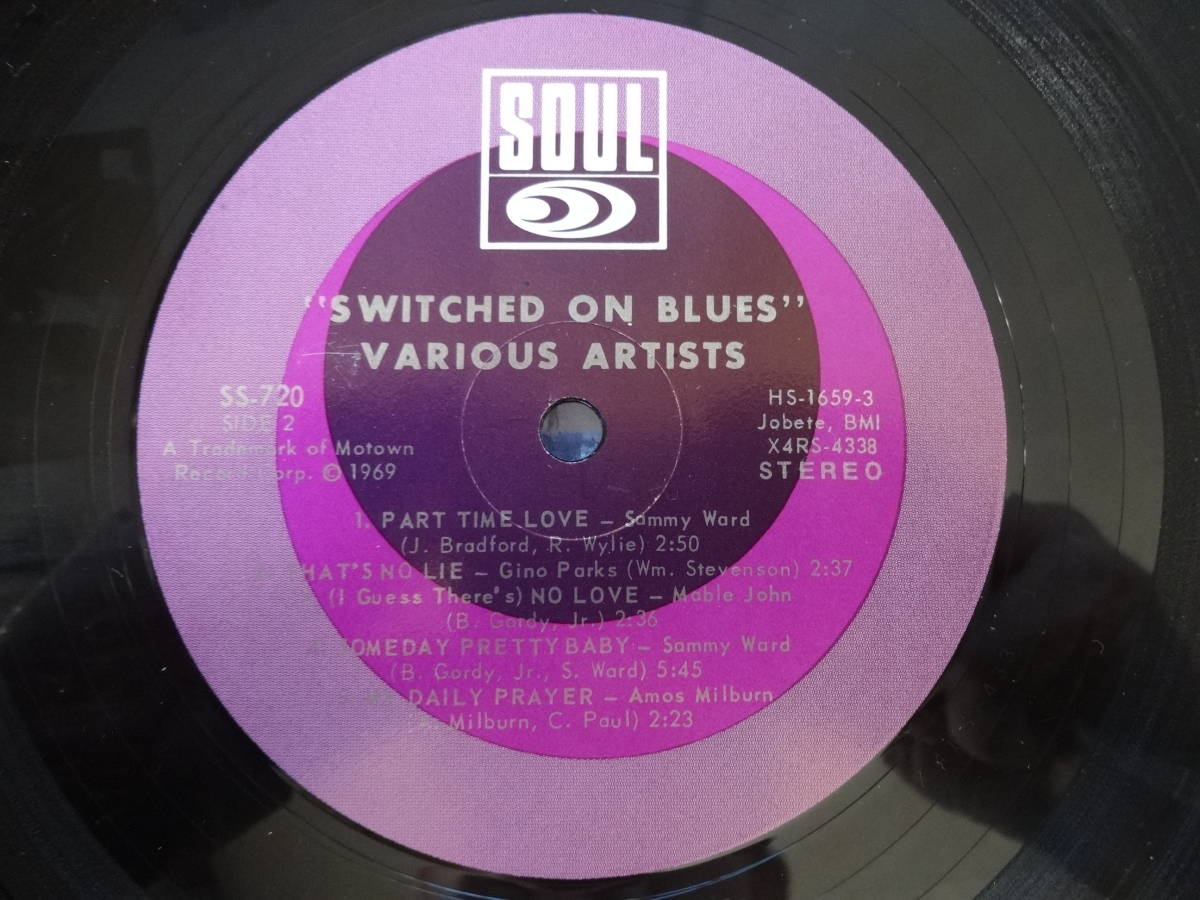 SOUL
"SWITCHED ON BLUES"
VARIOUS ARTISTS
SS-720
SIDE 2
A Trademark of Motown
Record Corp. © 1969
HS-1659-3
Jobete, BMI
X4RS-4338
STEREO
1. PART TIME LOVE – Sammy Ward
(J. Bradford, R. Wylie) 2:50
THAT'S NO LIE – Gino Parks (Wm. Stevenson) 2:37
(I Guess There's) NO LOVE – Mable John
(B. Gordy, Jr.) 2:36
4. SOMEDAY PRETTY BABY – Sammy Ward
(B. Gordy, Jr., S. Ward) 5:45
DAILY PRAYER – Amos Milburn
(A. Milburn, C. Paul) 2:23